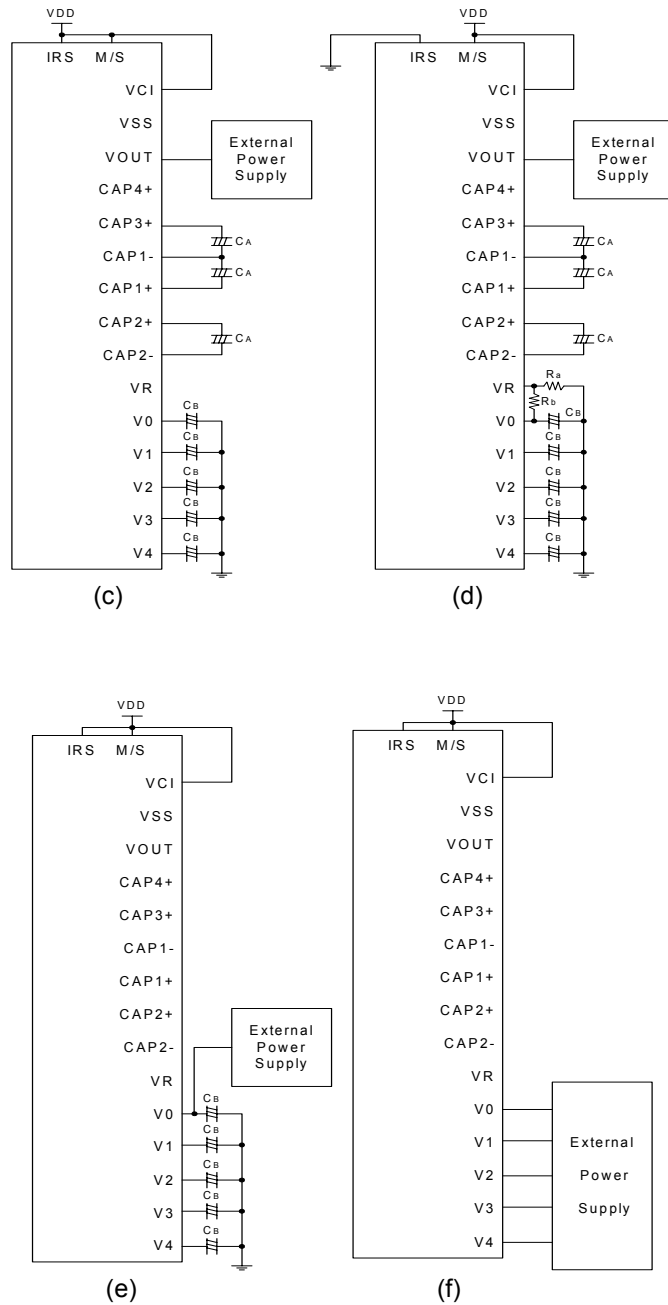 VDD
IRS M/S
VCI
VSS
VOUT
External
Power
Supply
CAP4+
CAP3+
CA
CAP1-
CA
CAP1+
CAP2+
CA
CAP2-
VR
CB
V0
CB
V1
CB
V2
CB
V3
CB
V4
(c)
VDD
IRS M/S
VCI
VSS
VOUT
External
Power
Supply
CAP4+
CAP3+
CA
CAP1-
CA
CAP1+
CAP2+
CA
CAP2-
Ra
VR
Rb
CB
V0
CB
V1
CB
V2
CB
V3
CB
V4
(d)
VDD
IRS M/S
VCI
VSS
VOUT
CAP4+
CAP3+
CAP1-
CAP1+
CAP2+
CAP2-
External
Power
Supply
VR
CB
V0
CB
V1
CB
V2
CB
V3
CB
V4
(e)
VDD
IRS M/S
VCI
VSS
VOUT
CAP4+
CAP3+
CAP1-
CAP1+
CAP2+
CAP2-
VR
V0
V1
V2
V3
V4
External
Power
Supply
(f)